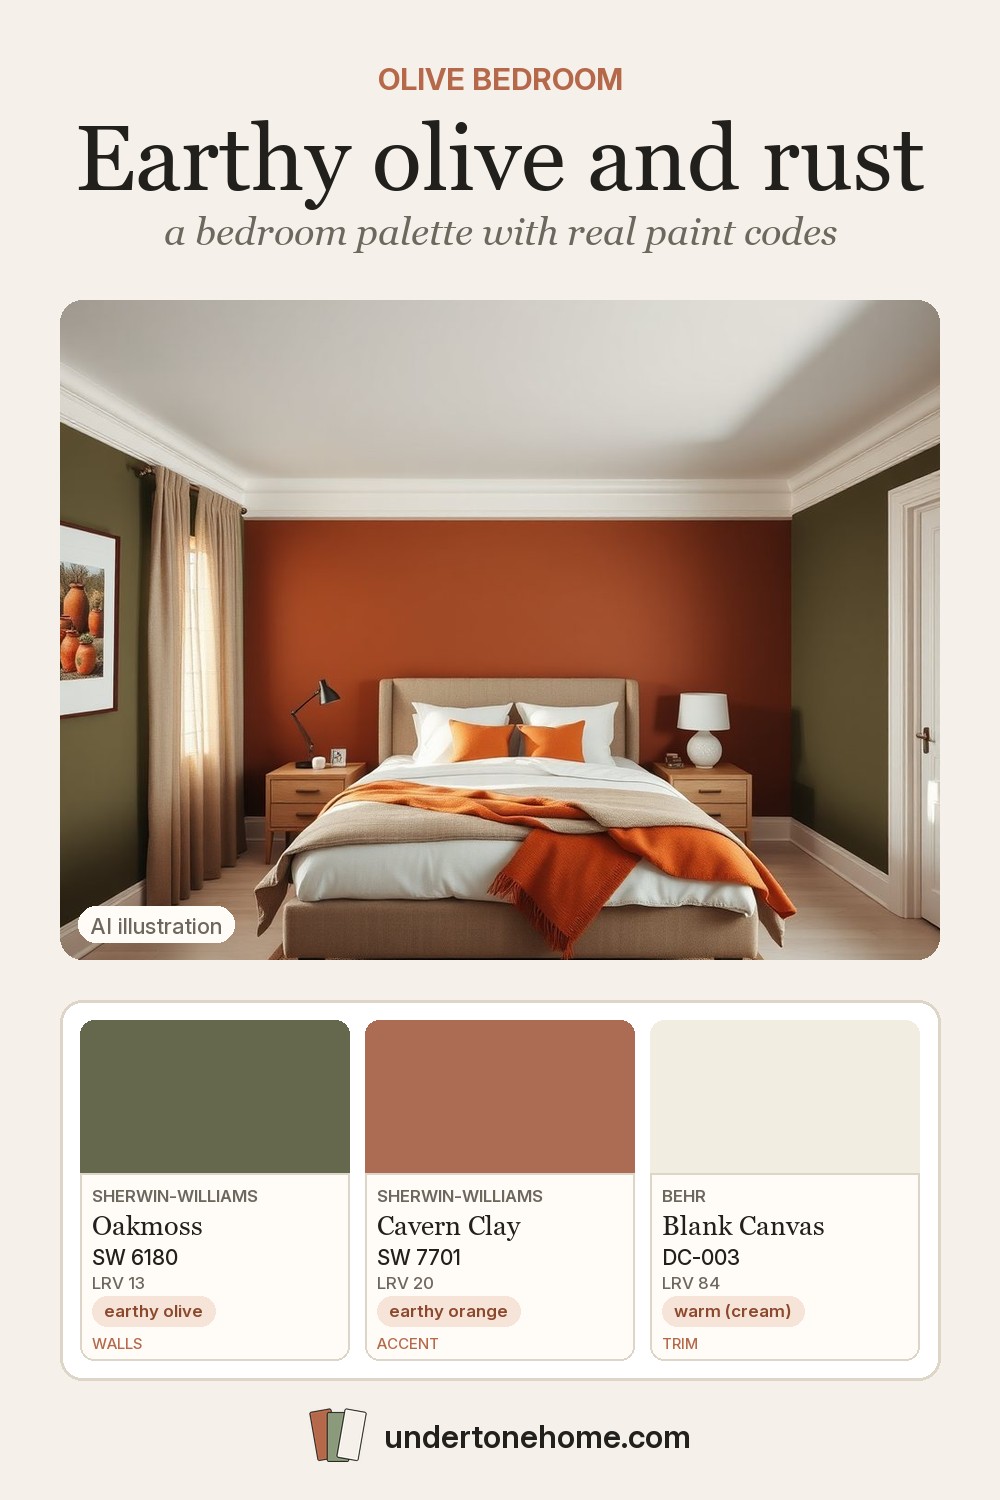 OLIVE BEDROOM
Earthy olive and rust
a bedroom palette with real paint codes
AI illustration
SHERWIN-WILLIAMS
Oakmoss
SW 6180
LRV 13
earthy olive
WALLS
SHERWIN-WILLIAMS
Cavern Clay
SW 7701
LRV 20
earthy orange
ACCENT
BEHR
Blank Canvas
DC-003
LRV 84
warm (cream)
TRIM
undertonehome.com